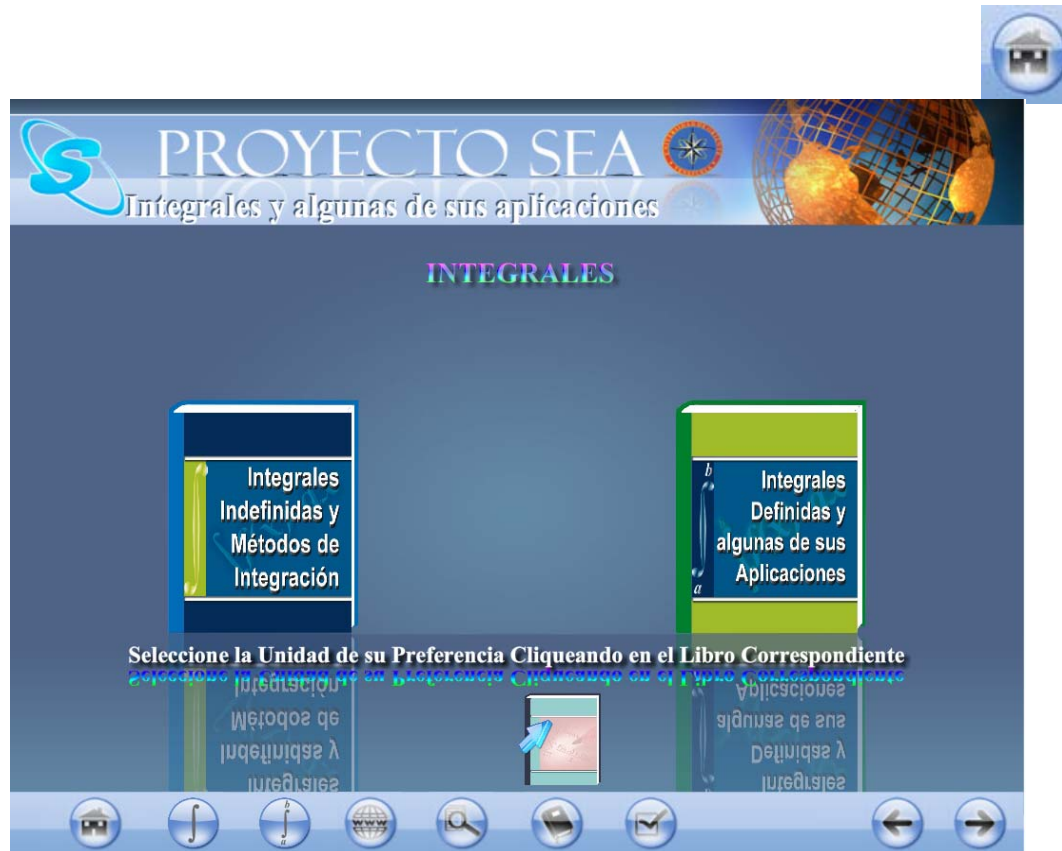 PROYECTO SEA
Integrales y algunas de sus aplicaciones
INTEGRALES
Integrales
Indefinidas y
Métodos de
Integración
b
a
Integrales
Definidas y
algunas de sus
Aplicaciones
Seleccione la Unidad de su Preferencia Cliqueando en el Libro Correspondiente
∫
b
∫
a
www